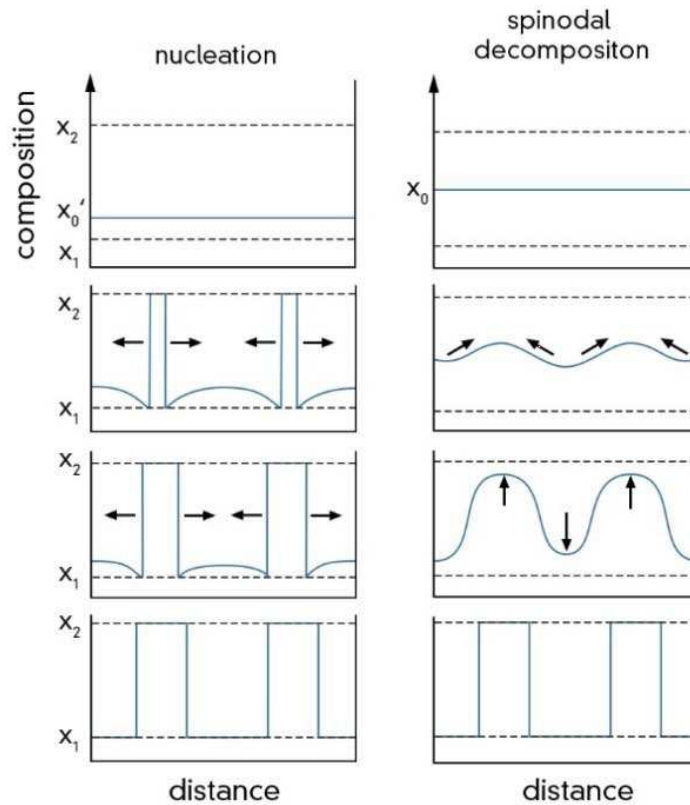 nucleation
spinodal
decompositon
composition
x₂
x₀′
x₁
x₀
x₂
x₁
x₂
x₁
x₂
x₁
distance
distance